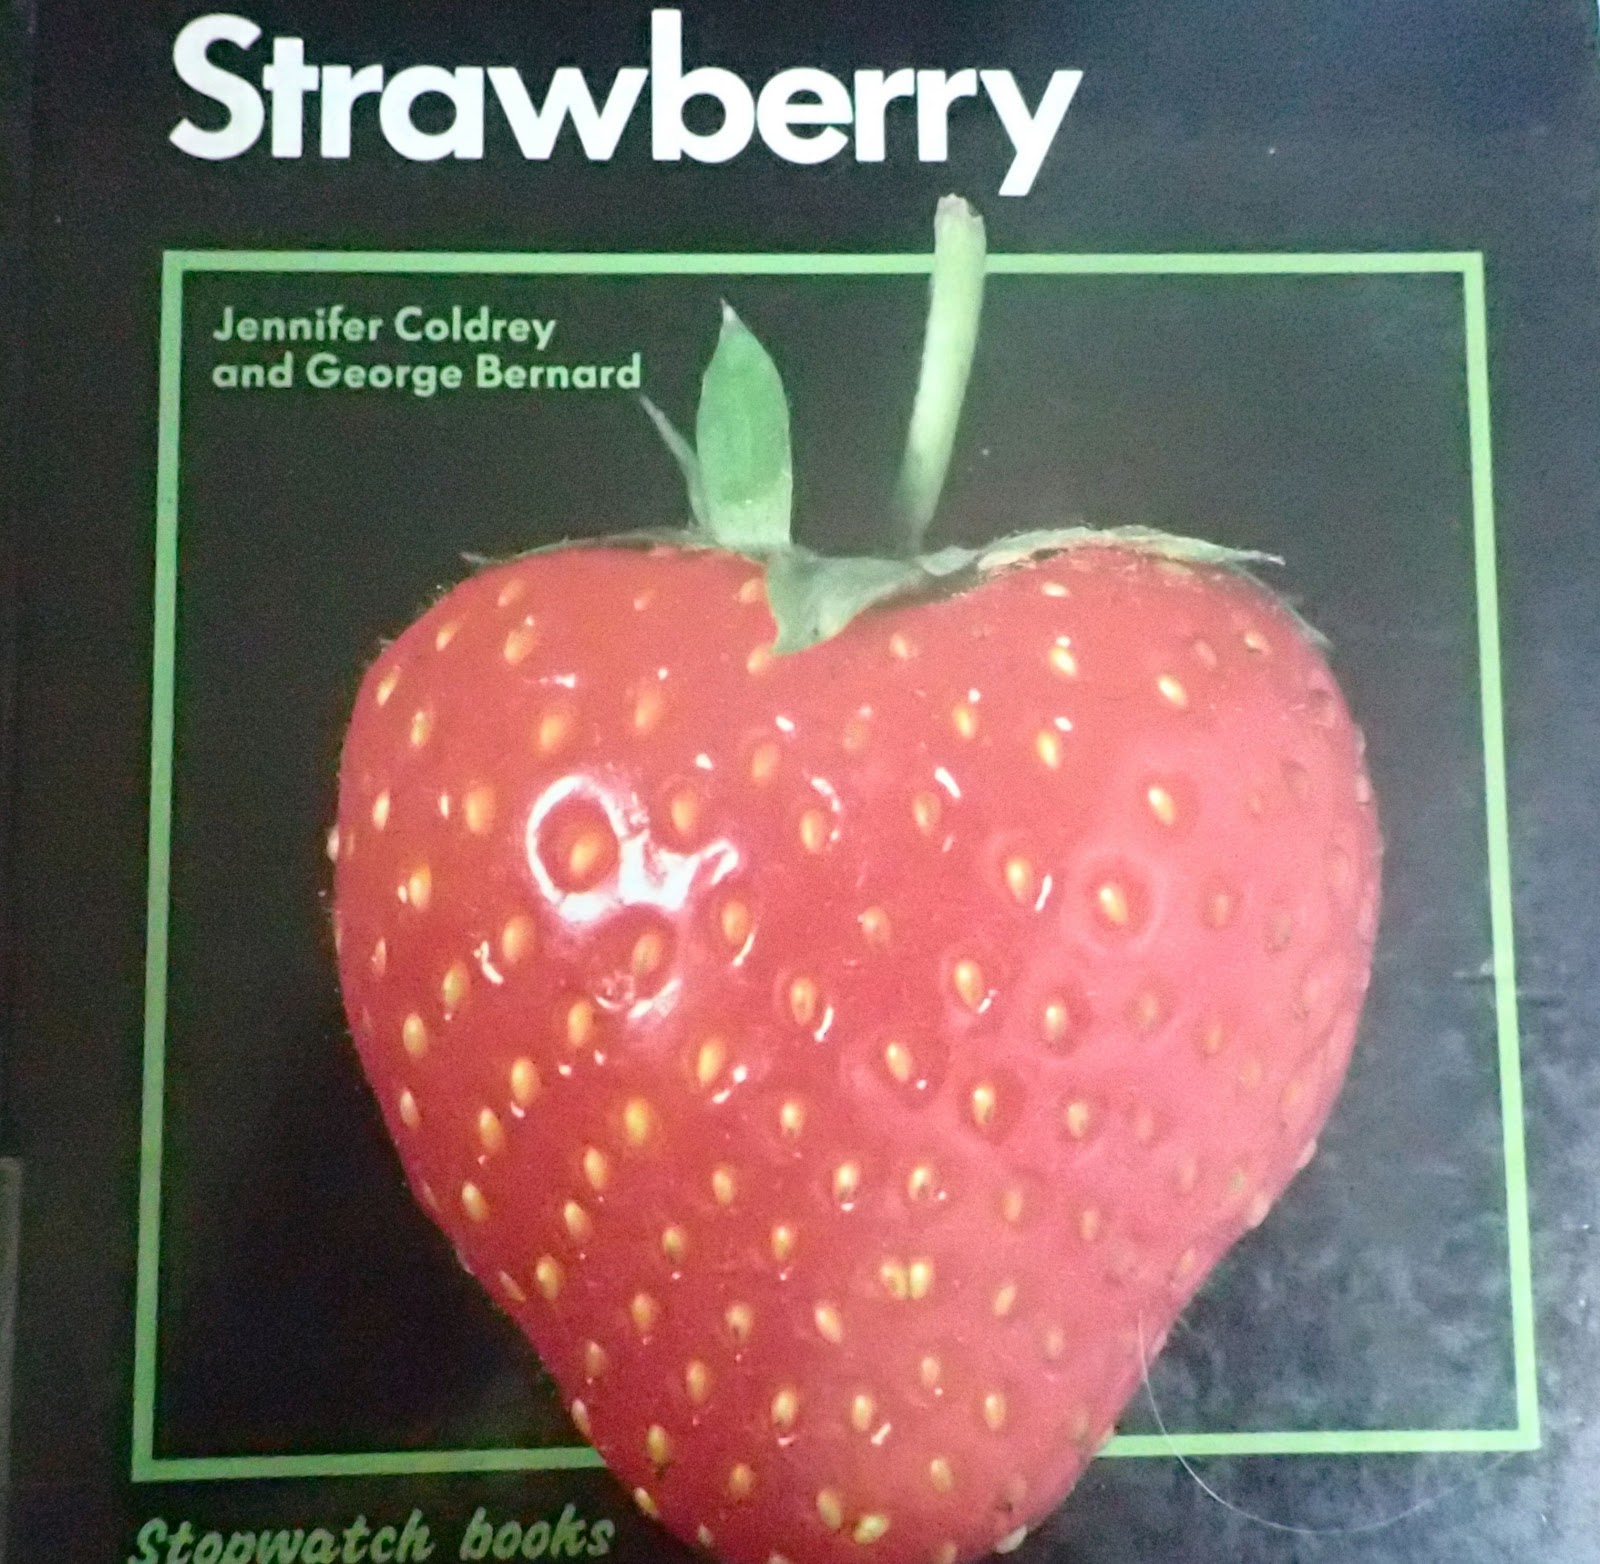 Strawberry
Jennifer Coldrey
and George Bernard
Stopwatch books